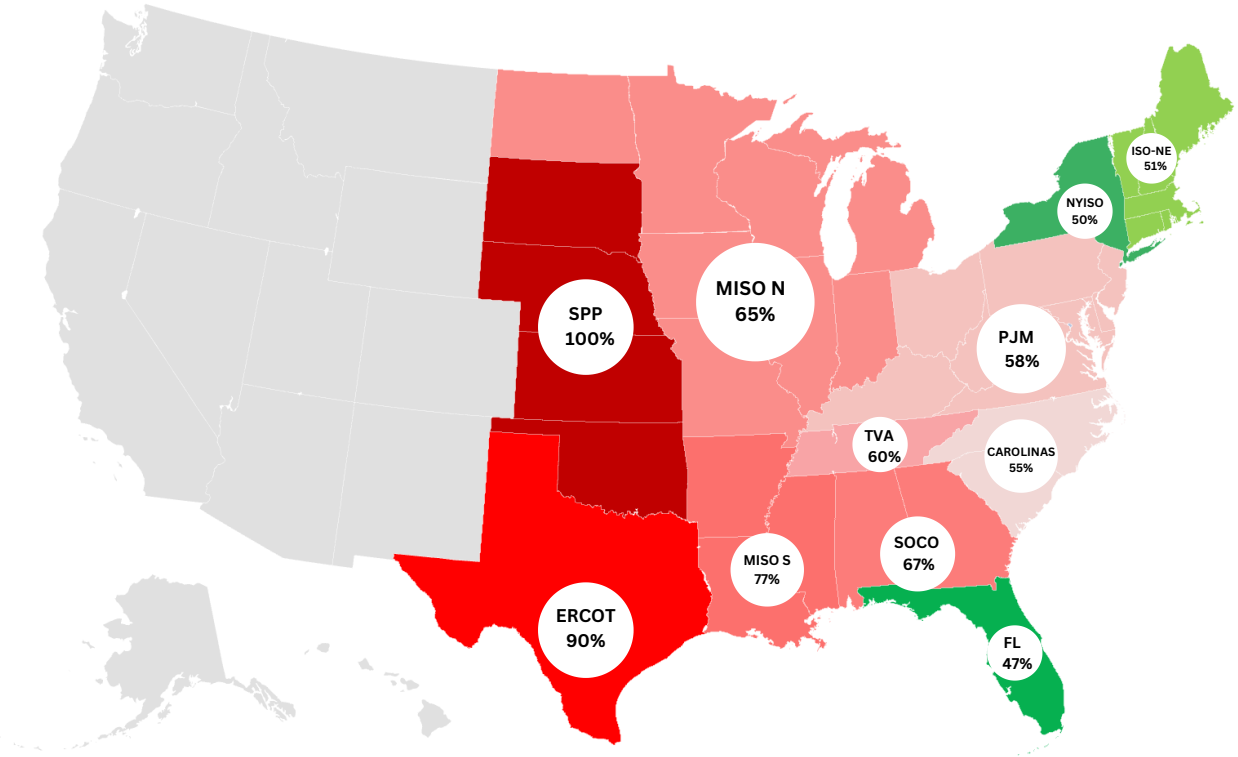 ISO-NE
51%
NYISO
50%
MISO N
65%
SPP
100%
PJM
58%
TVA
60%
CAROLINAS
55%
SOCO
67%
MISO S
77%
ERCOT
90%
FL
47%